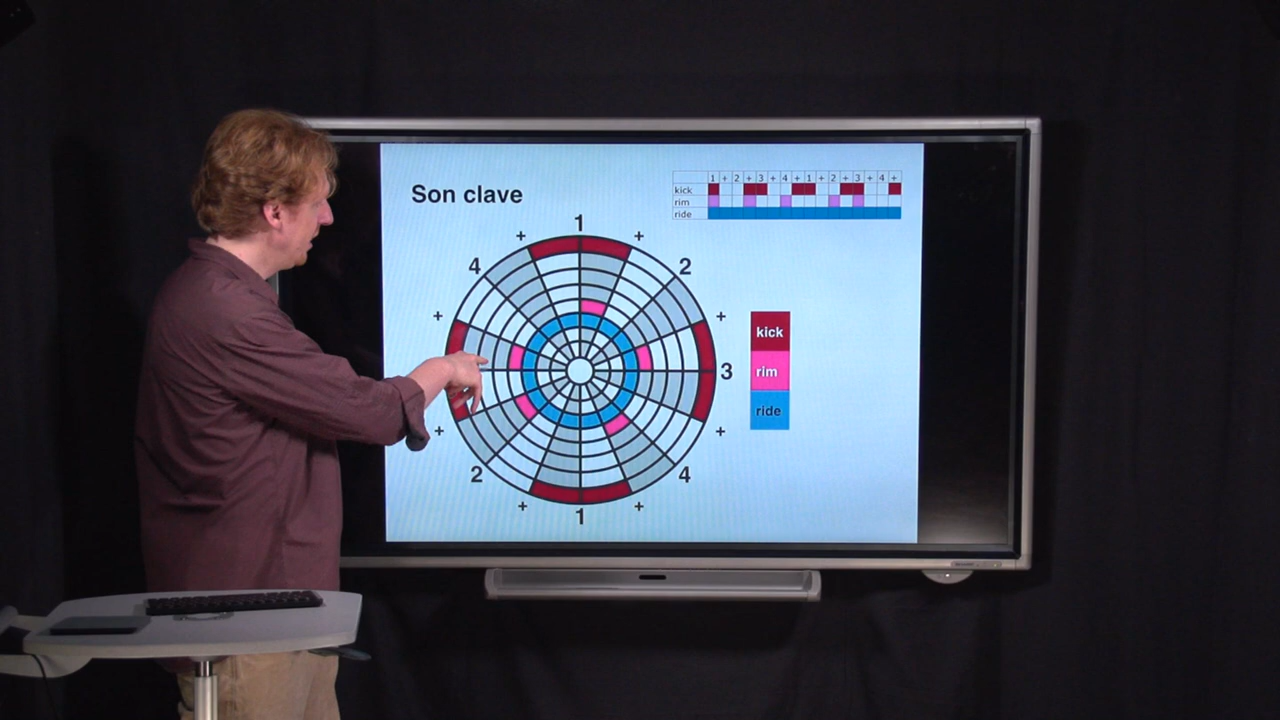 Son clave
1 + 2 + 3 + 4 + 1 + 2 + 3 + 4 +
kick
rim
ride
1
+ +
4 2
+ +
3
kick
rim
ride
+ +
2 4
+ +
1